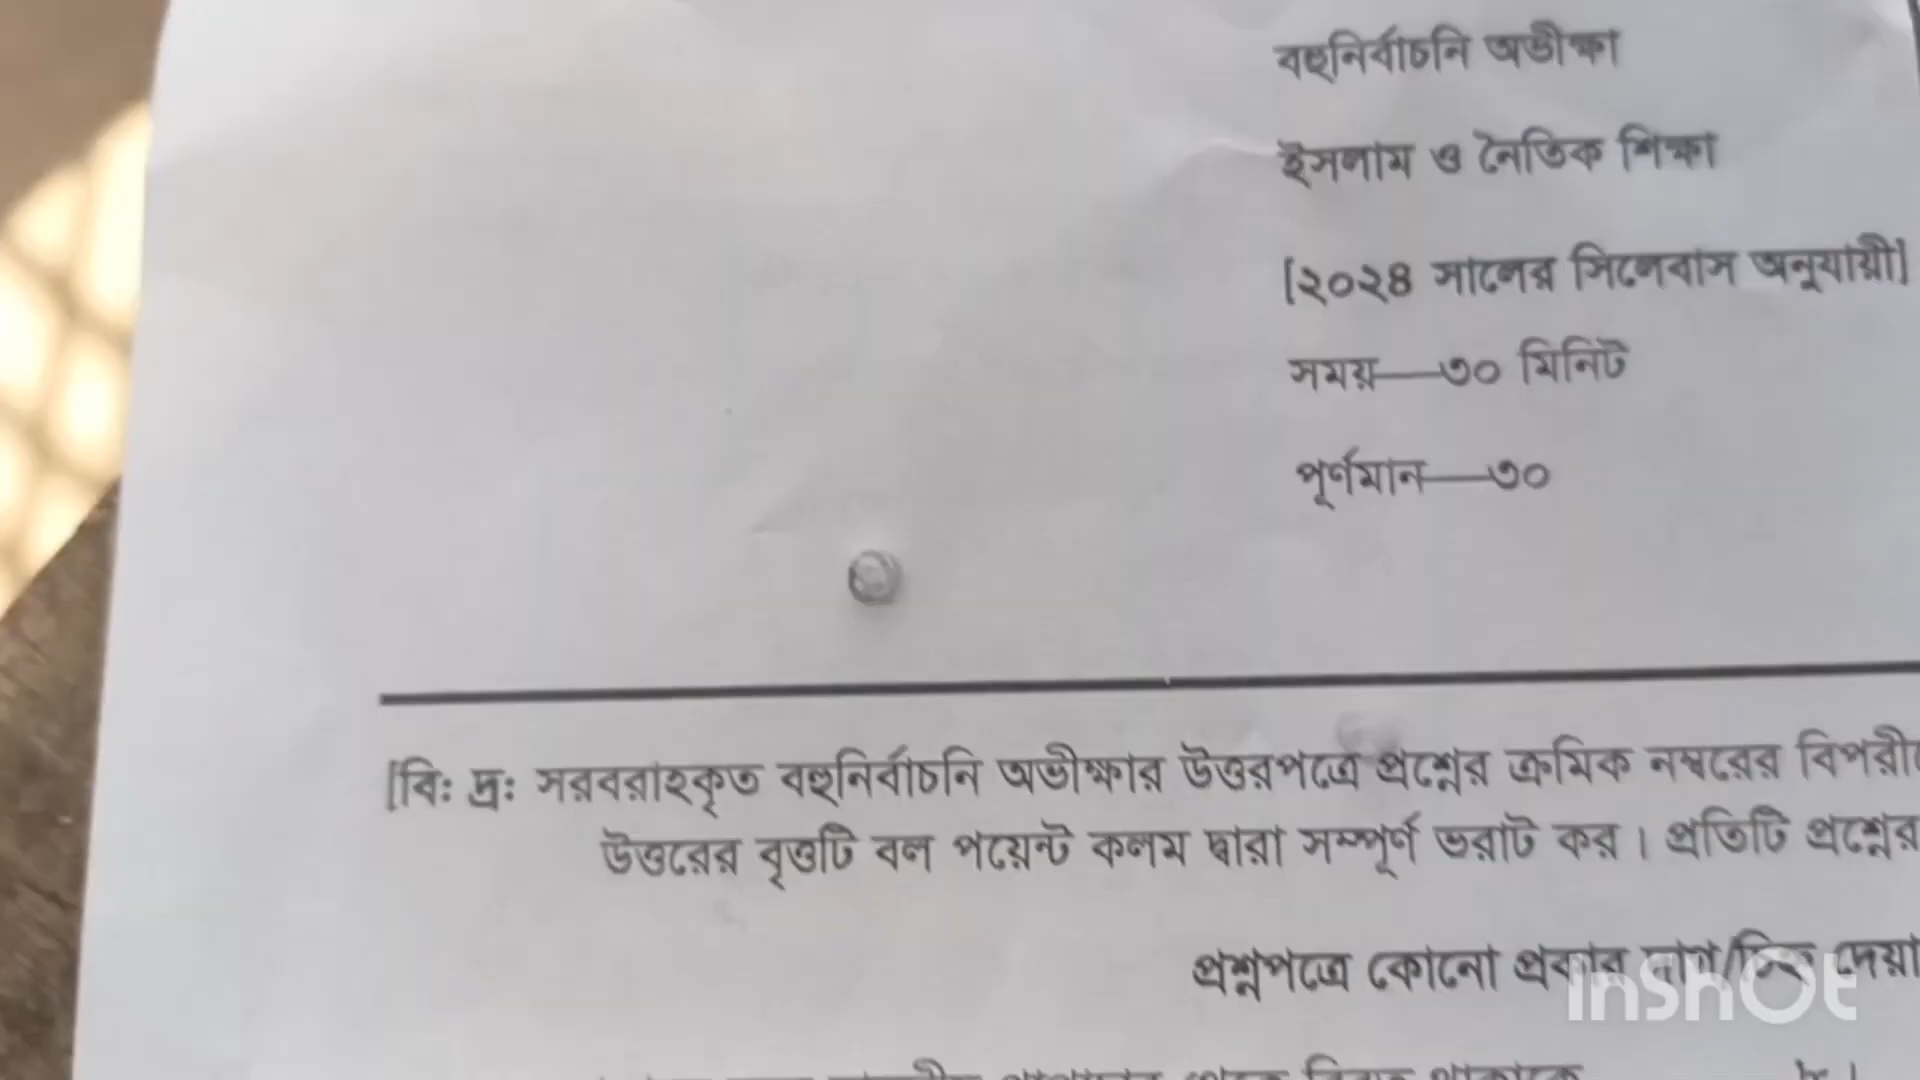 বহুনির্বাচনি অভীক্ষা
ইসলাম ও নৈতিক শিক্ষা
[২০২৪ সালের সিলেবাস অনুযায়ী]
সময়—৩০ মিনিট
পূর্ণমান—৩০
[বি: দ্র: সরবরাহকৃত বহুনির্বাচনি অভীক্ষার উত্তরপত্রে প্রশ্নের ক্রমিক নম্বরের
উত্তরের বৃত্তটি বল পয়েন্ট কলম দ্বারা সম্পূর্ণ ভরাট কর। প্রতিটি প্রশ্নের
প্রশ্নপত্রে কোনো প্রকার দাগ/চিহ্ন
InShOt